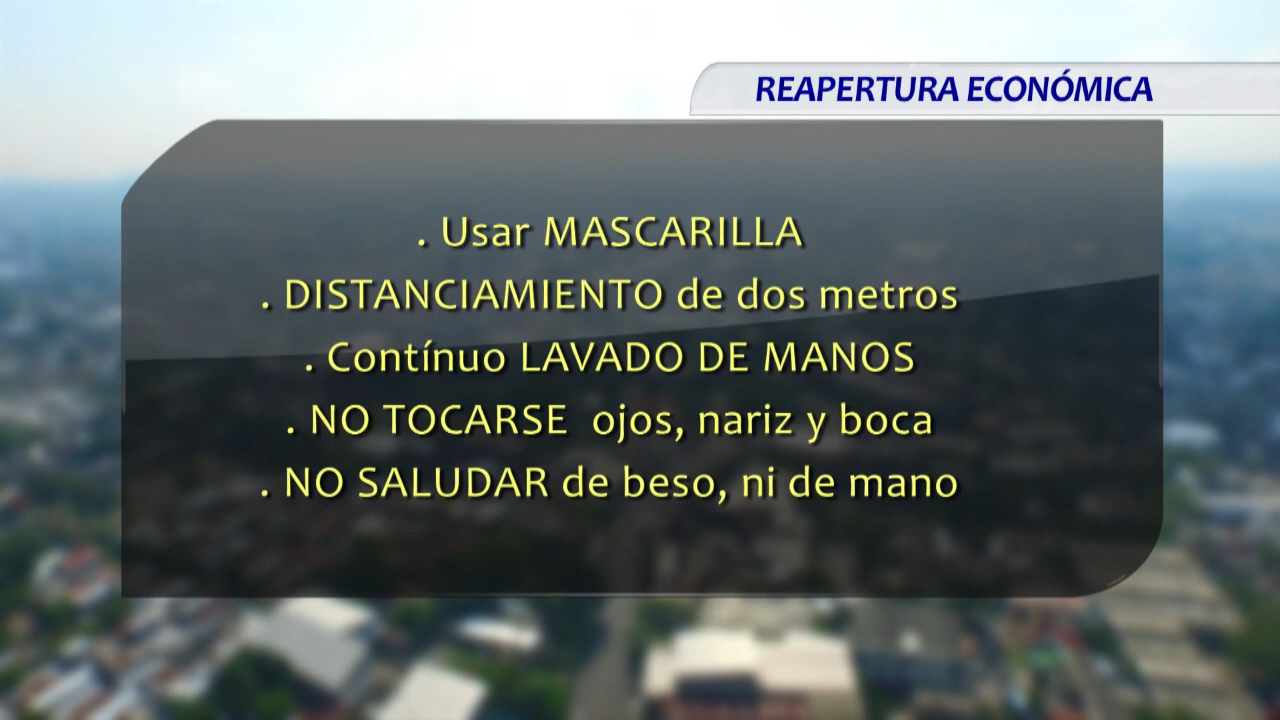 REAPERTURA ECONÓMICA
. Usar MASCARILLA
. DISTANCIAMIENTO de dos metros
. Contínuo LAVADO DE MANOS
. NO TOCARSE ojos, nariz y boca
. NO SALUDAR de beso, ni de mano